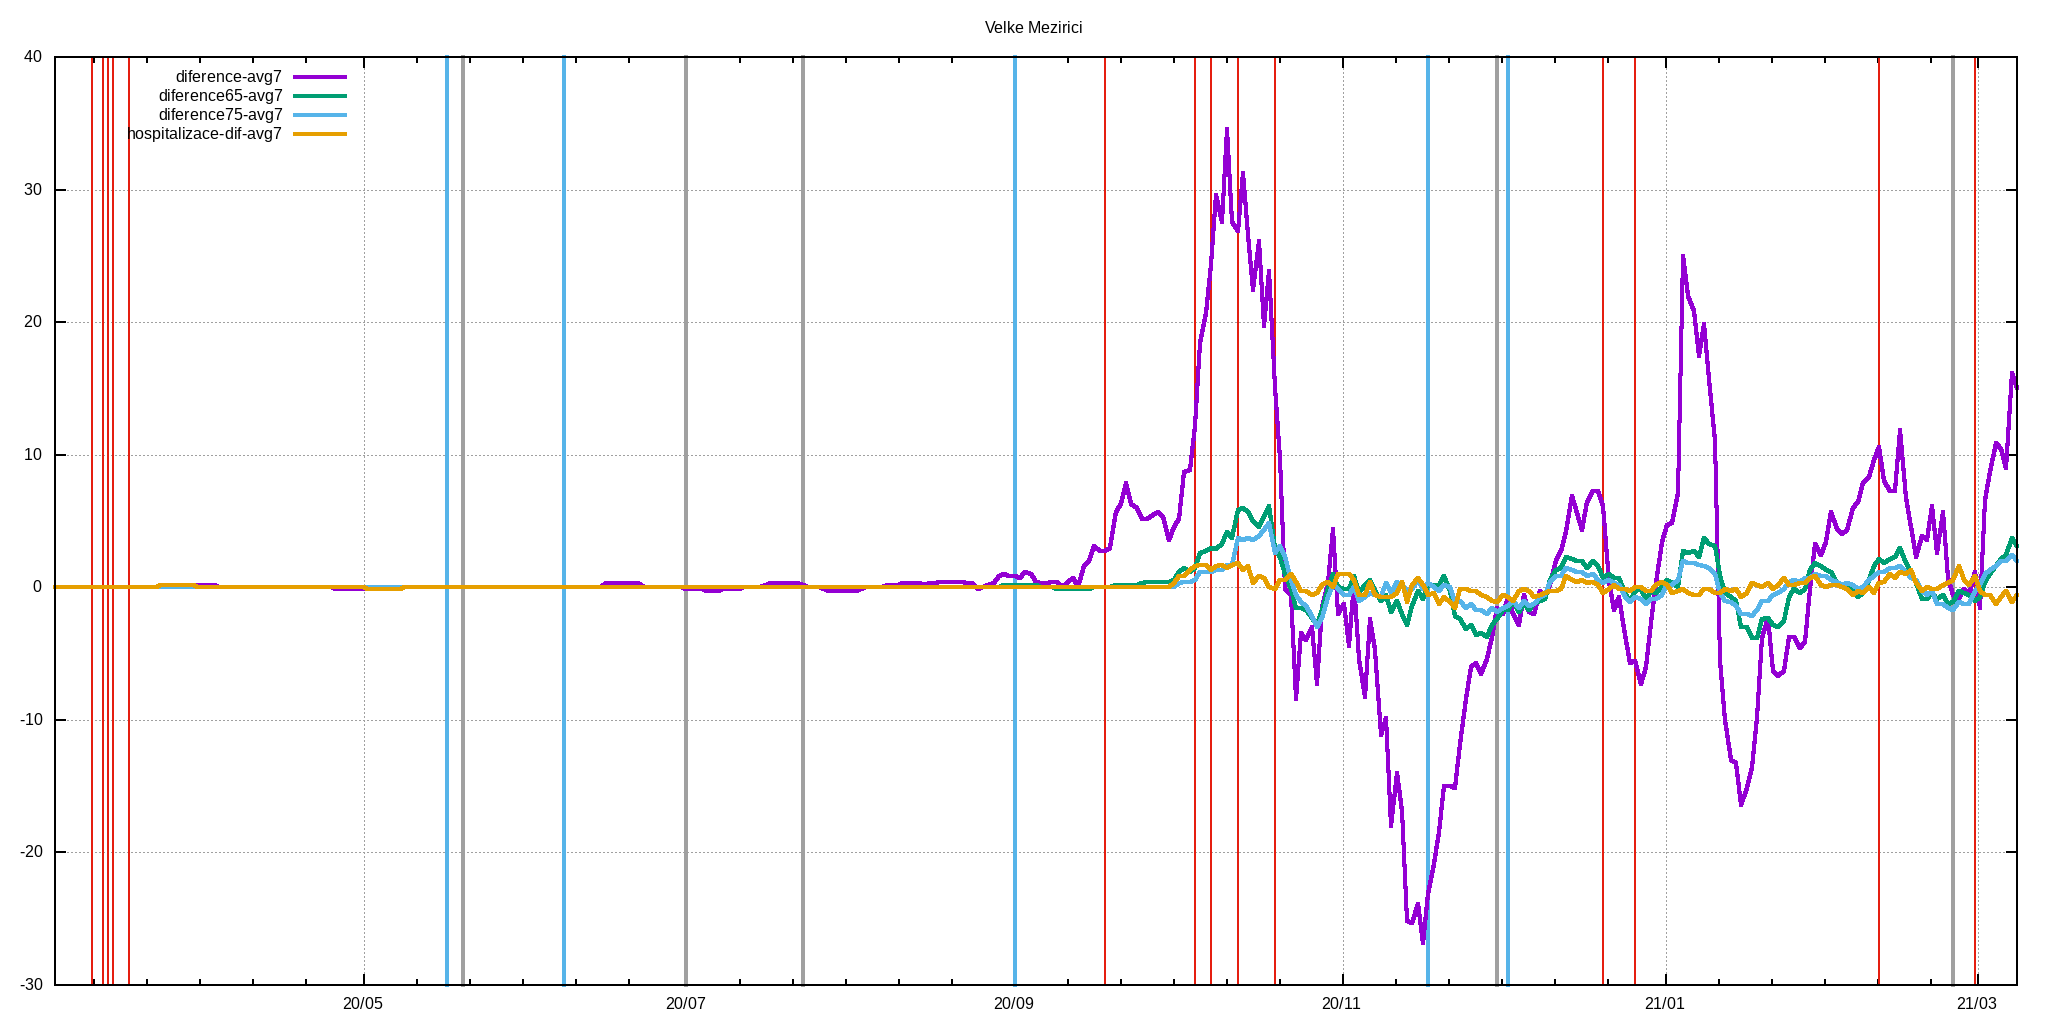 Velke Mezirici
40
30
20
10
0
-10
-20
-30
diference-avg7
diference65-avg7
diference75-avg7
hospitalizace-dif-avg7
20/05
20/07
20/09
20/11
21/01
21/03